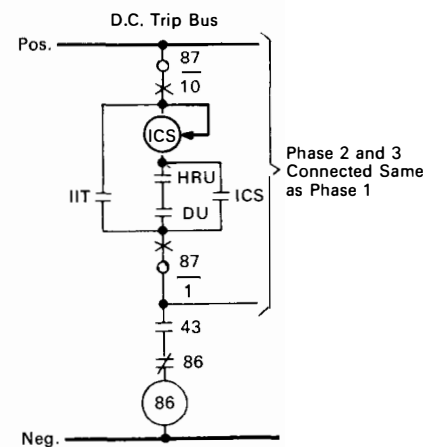 D.C. Trip Bus
Pos.
87
10
ICS
IIT
HRU
ICS
DU
Phase 2 and 3
Connected Same
as Phase 1
87
1
43
86
86
Neg.